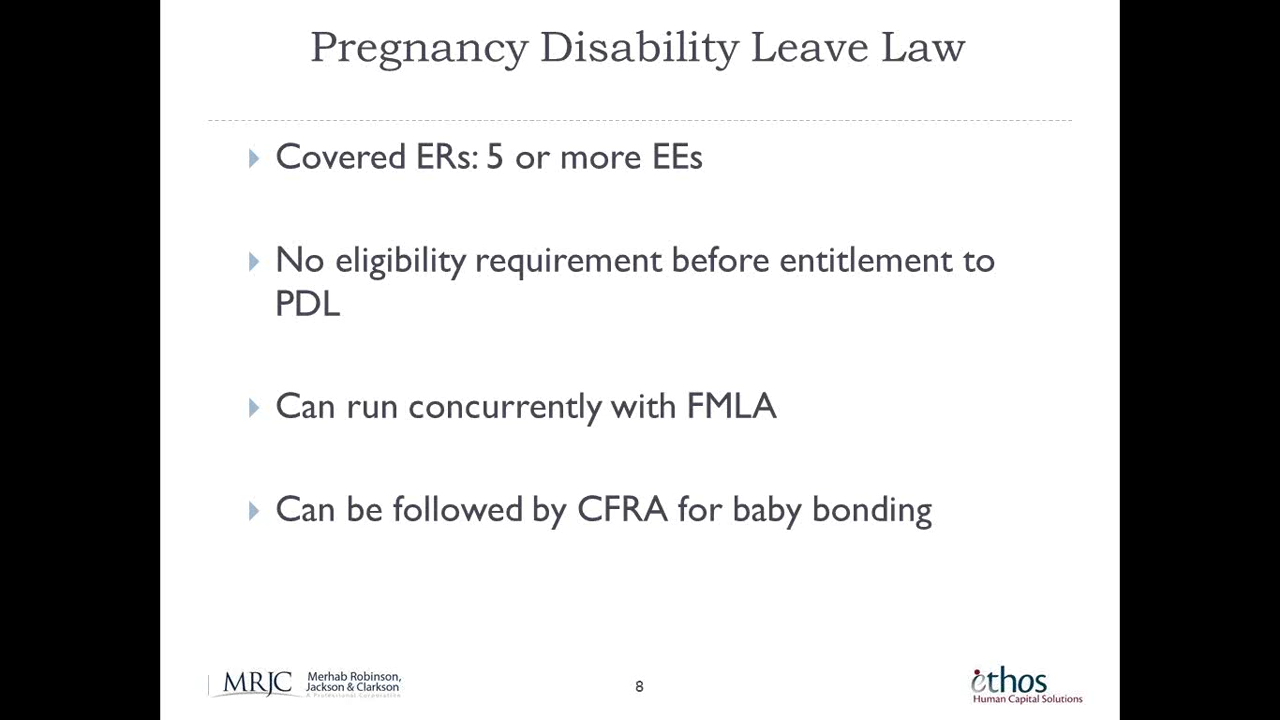 Pregnancy Disability Leave Law
Covered ERs: 5 or more EEs
No eligibility requirement before entitlement to
PDL
Can run concurrently with FMLA
Can be followed by CFRA for baby bonding
MRJC
Merhab Robinson,
Jackson & Clarkson
A Professional Corporation
8
ethos
Human Capital Solutions